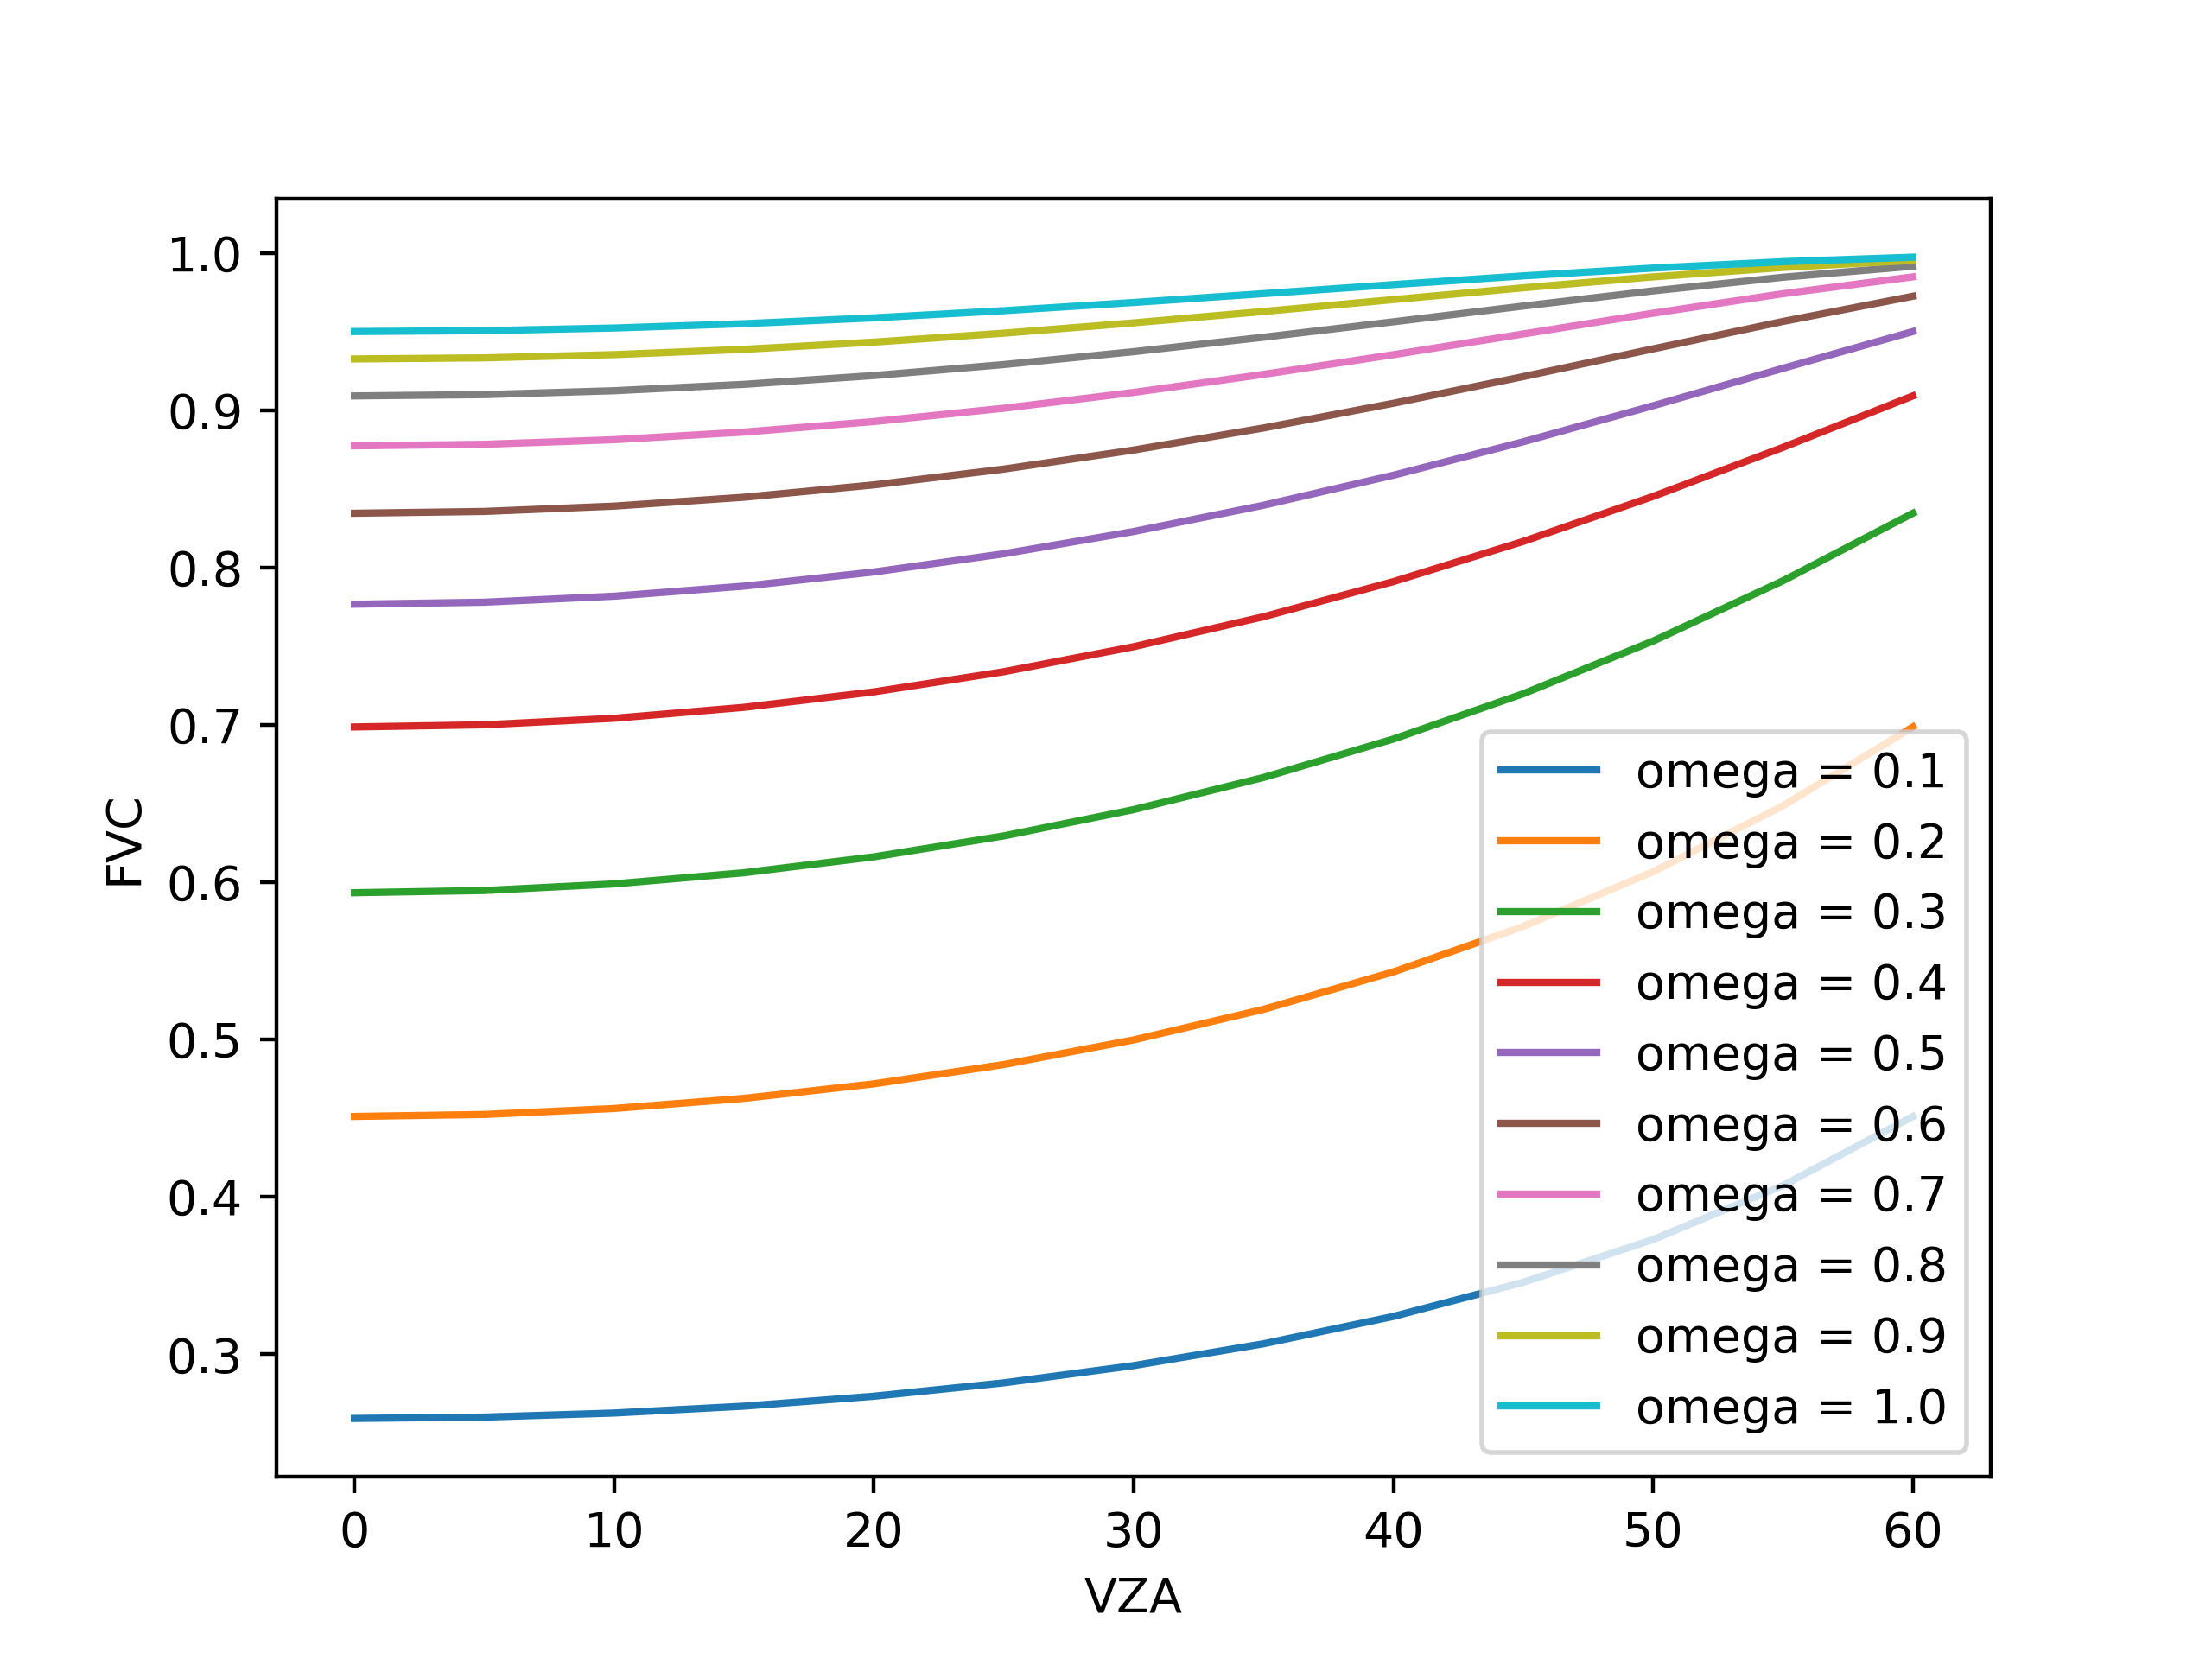 1.0
0.9
0.8
0.7
0.6
0.5
0.4
0.3
FVC
0 10 20 30 40 50 60
VZA
omega = 0.1
omega = 0.2
omega = 0.3
omega = 0.4
omega = 0.5
omega = 0.6
omega = 0.7
omega = 0.8
omega = 0.9
omega = 1.0